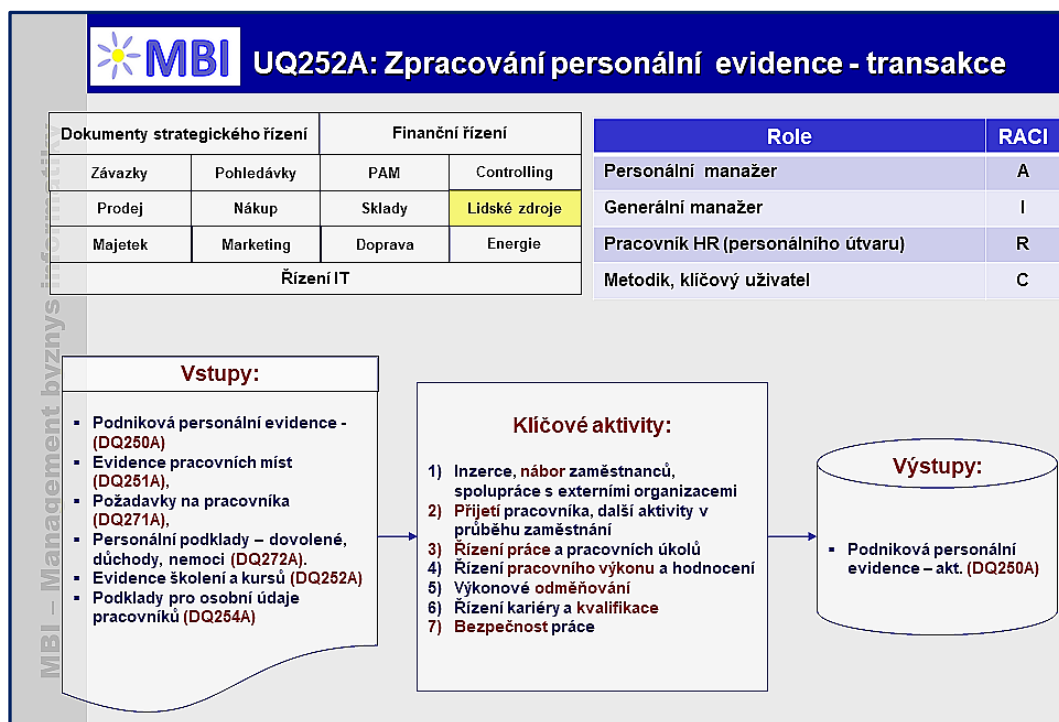 MBI
UQ252A: Zpracování personální evidence - transakce
MBI – Management byznys informatiky
Dokumenty strategického řízení
Finanční řízení
Závazky
Pohledávky
PAM
Controlling
Prodej
Nákup
Sklady
Lidské zdroje
Majetek
Marketing
Doprava
Energie
Řízení IT
Role
RACI
Personální manažer
A
Generální manažer
I
Pracovník HR (personálního útvaru)
R
Metodik, klíčový uživatel
C
Vstupy:
▪ Podniková personální evidence -
(DQ250A)
▪ Evidence pracovních míst
(DQ251A),
▪ Požadavky na pracovníka
(DQ271A),
▪ Personální podklady – dovolené,
důchody, nemoci (DQ272A).
▪ Evidence školení a kursů (DQ252A)
▪ Podklady pro osobní údaje
pracovníků (DQ254A)
Klíčové aktivity:
1) Inzerce, nábor zaměstnanců,
spolupráce s externími organizacemi
2) Přijetí pracovníka, další aktivity v
průběhu zaměstnání
3) Řízení práce a pracovních úkolů
4) Řízení pracovního výkonu a hodnocení
5) Výkonové odměňování
6) Řízení kariéry a kvalifikace
7) Bezpečnost práce
Výstupy:
▪ Podniková personální
evidence – akt. (DQ250A)